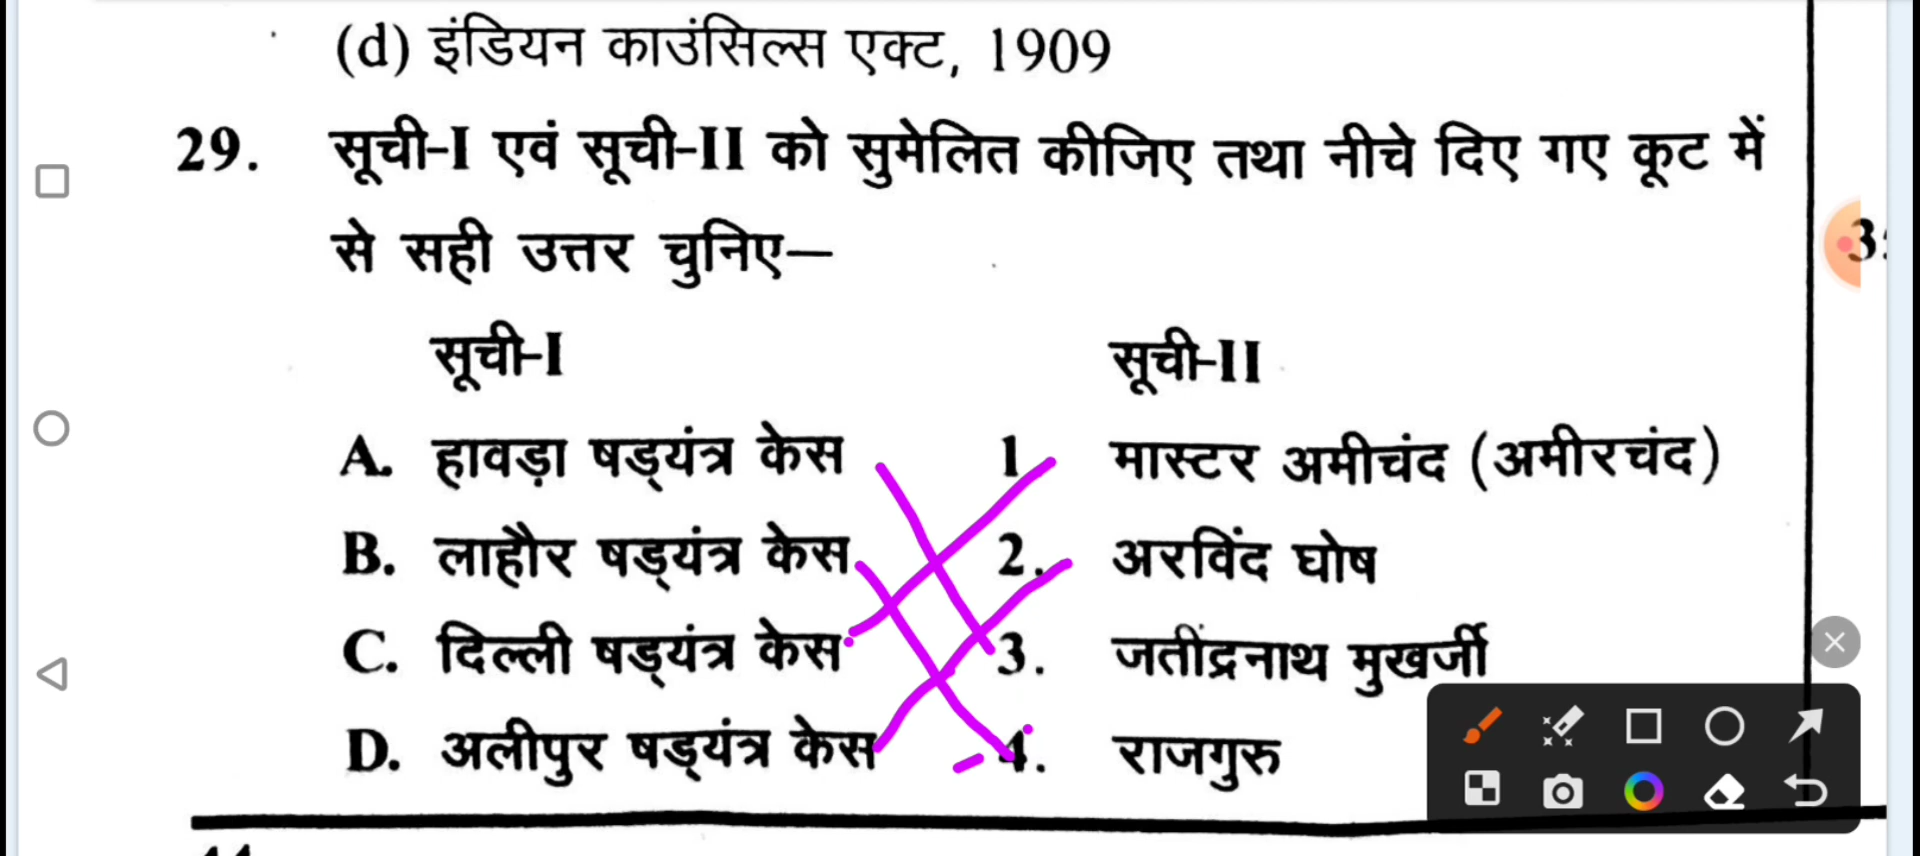 (d) इंडियन काउंसिल्स एक्ट, 1909
29. सूची-I एवं सूची-II को सुमेलित कीजिए तथा नीचे दिए गए कूट में
से सही उत्तर चुनिए—
सूची-I सूची-II
A. हावड़ा षड्यंत्र केस 1. मास्टर अमीचंद (अमीरचंद)
B. लाहौर षड्यंत्र केस 2. अरविंद घोष
C. दिल्ली षड्यंत्र केस 3. जतींद्रनाथ मुखर्जी
D. अलीपुर षड्यंत्र केस 4. राजगुरु